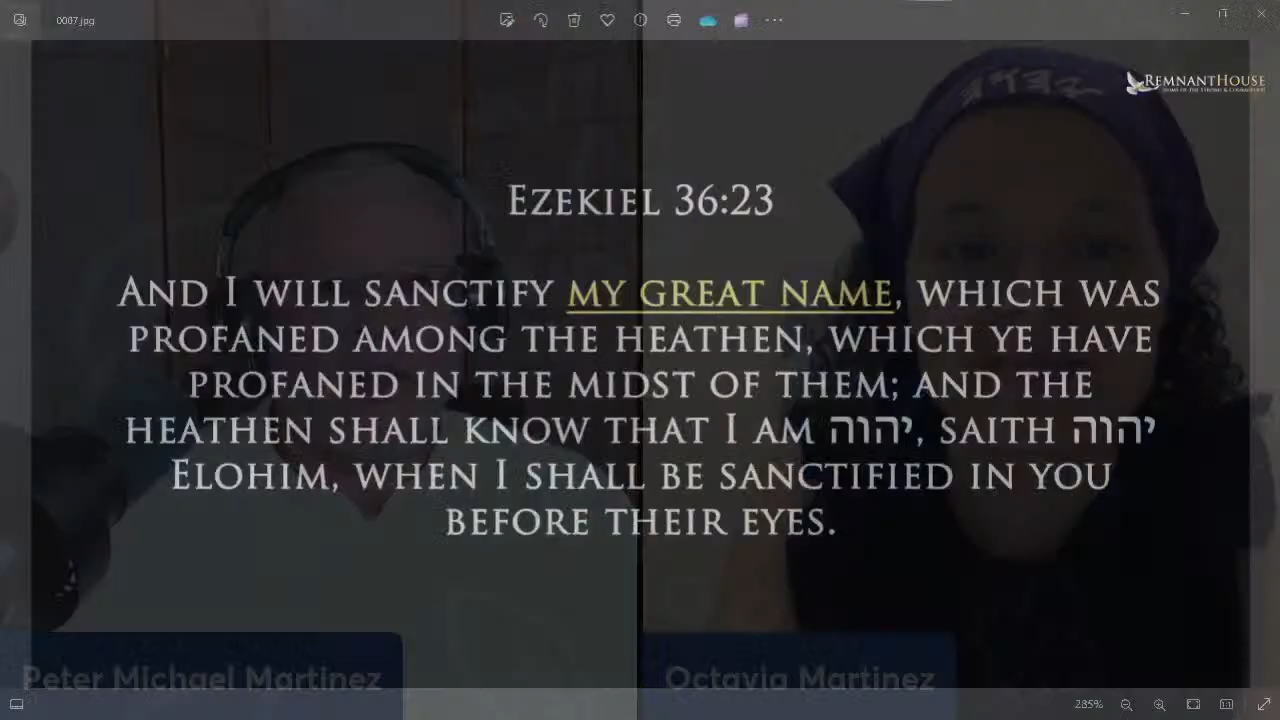 0007.jpg
REMNANTHOUSE
EZEKIEL 36:23
AND I WILL SANCTIFY MY GREAT NAME, WHICH WAS
PROFANED AMONG THE HEATHEN, WHICH YE HAVE
PROFANED IN THE MIDST OF THEM; AND THE
HEATHEN SHALL KNOW THAT I AM יהוה, SAITH יהוה
ELOHIM, WHEN I SHALL BE SANCTIFIED IN YOU
BEFORE THEIR EYES.
Peter Michael Martinez
Octavia Martinez
285%